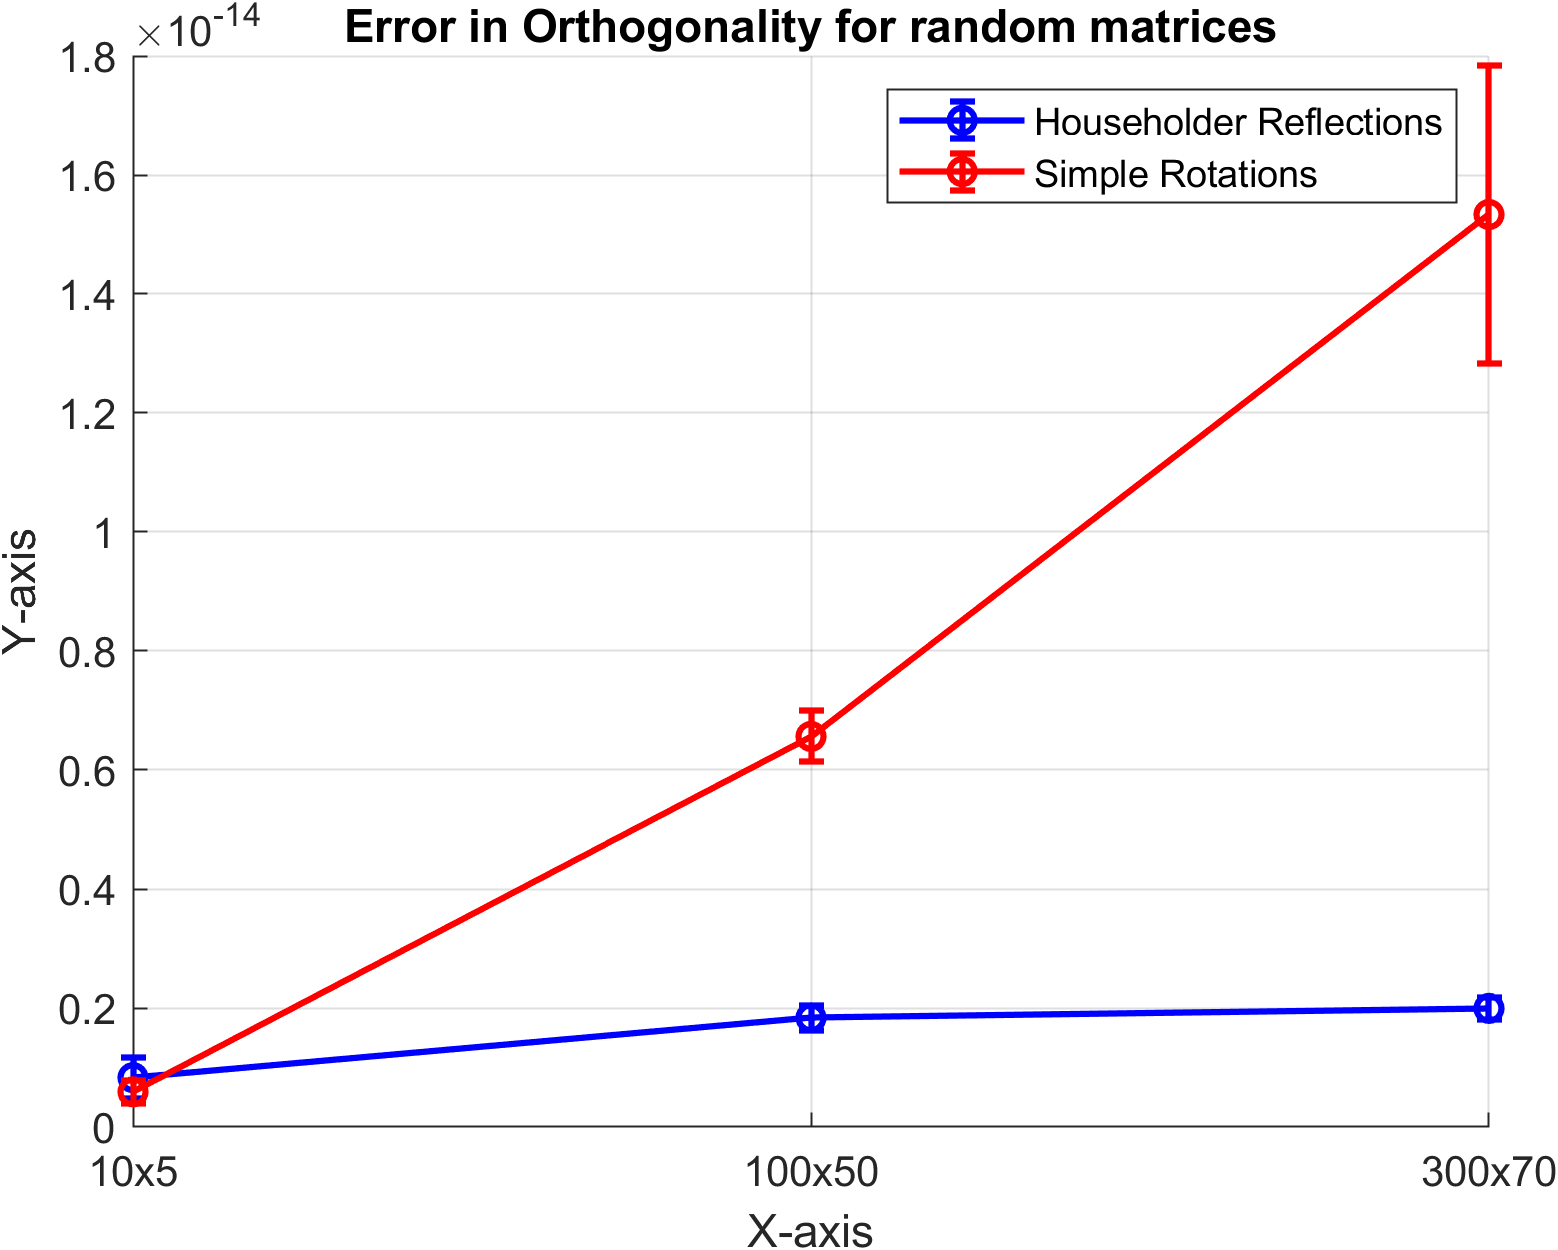 ×10-14
Error in Orthogonality for random matrices
Householder Reflections
Simple Rotations
1.8
1.6
1.4
1.2
1
0.8
0.6
0.4
0.2
0
Y-axis
10x5 100x50 300x70
X-axis